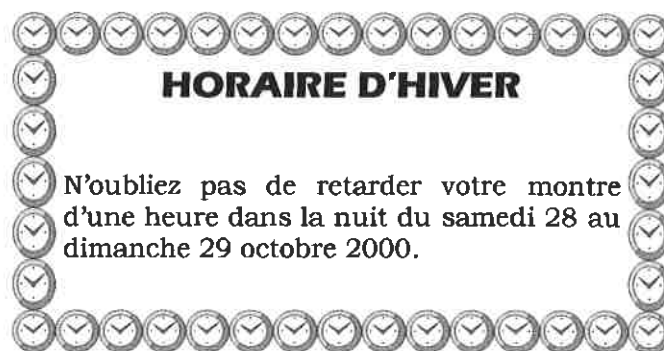 HORAIRE D'HIVER
N'oubliez pas de retarder votre montre
d'une heure dans la nuit du samedi 28 au
dimanche 29 octobre 2000.